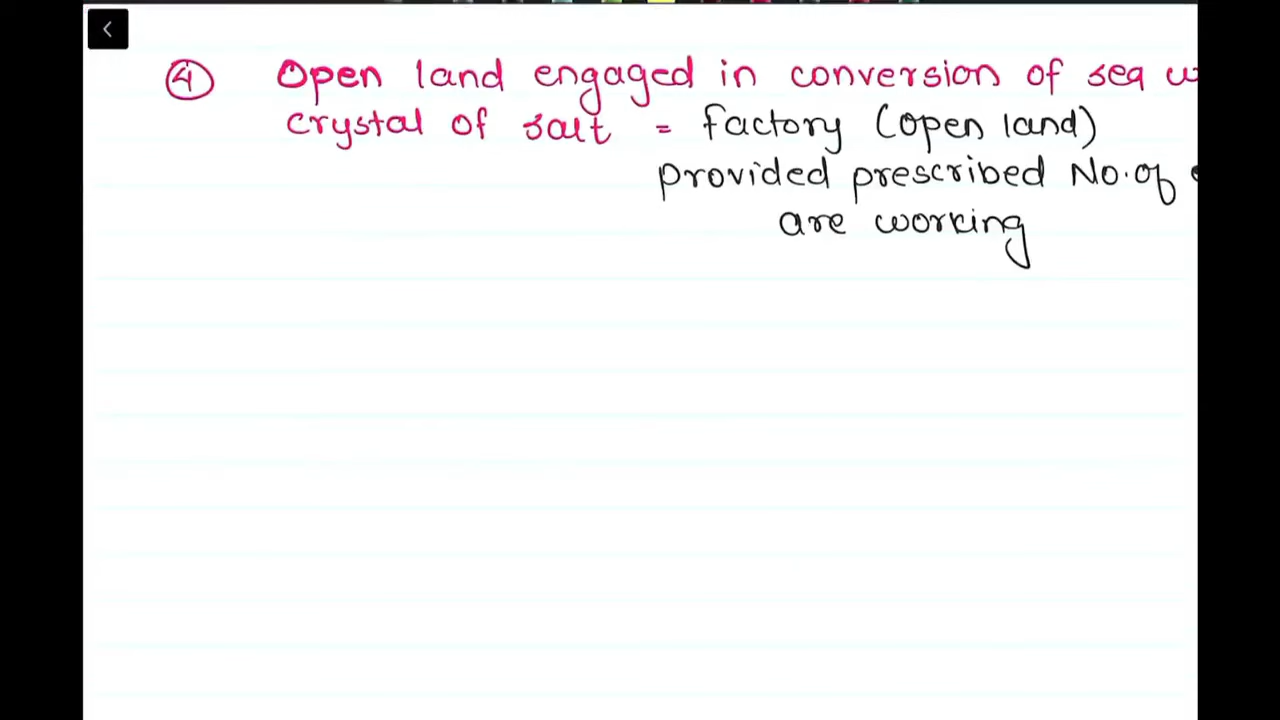 ④ Open land engaged in conversion of sea
crystal of salt = factory (open land)
provided prescribed No. of
are working